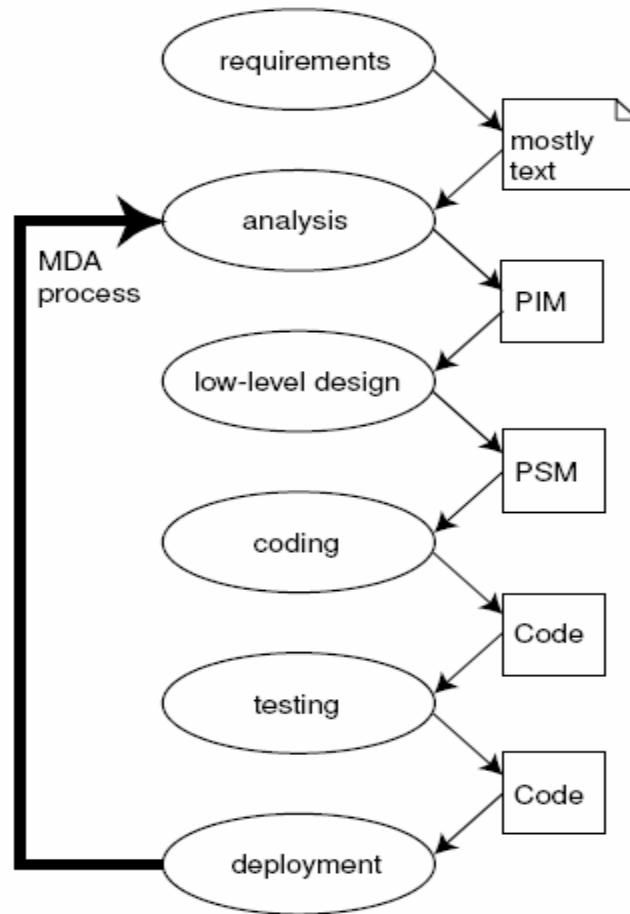 requirements
mostly
text
analysis
MDA
process
PIM
low-level design
PSM
coding
Code
testing
Code
deployment